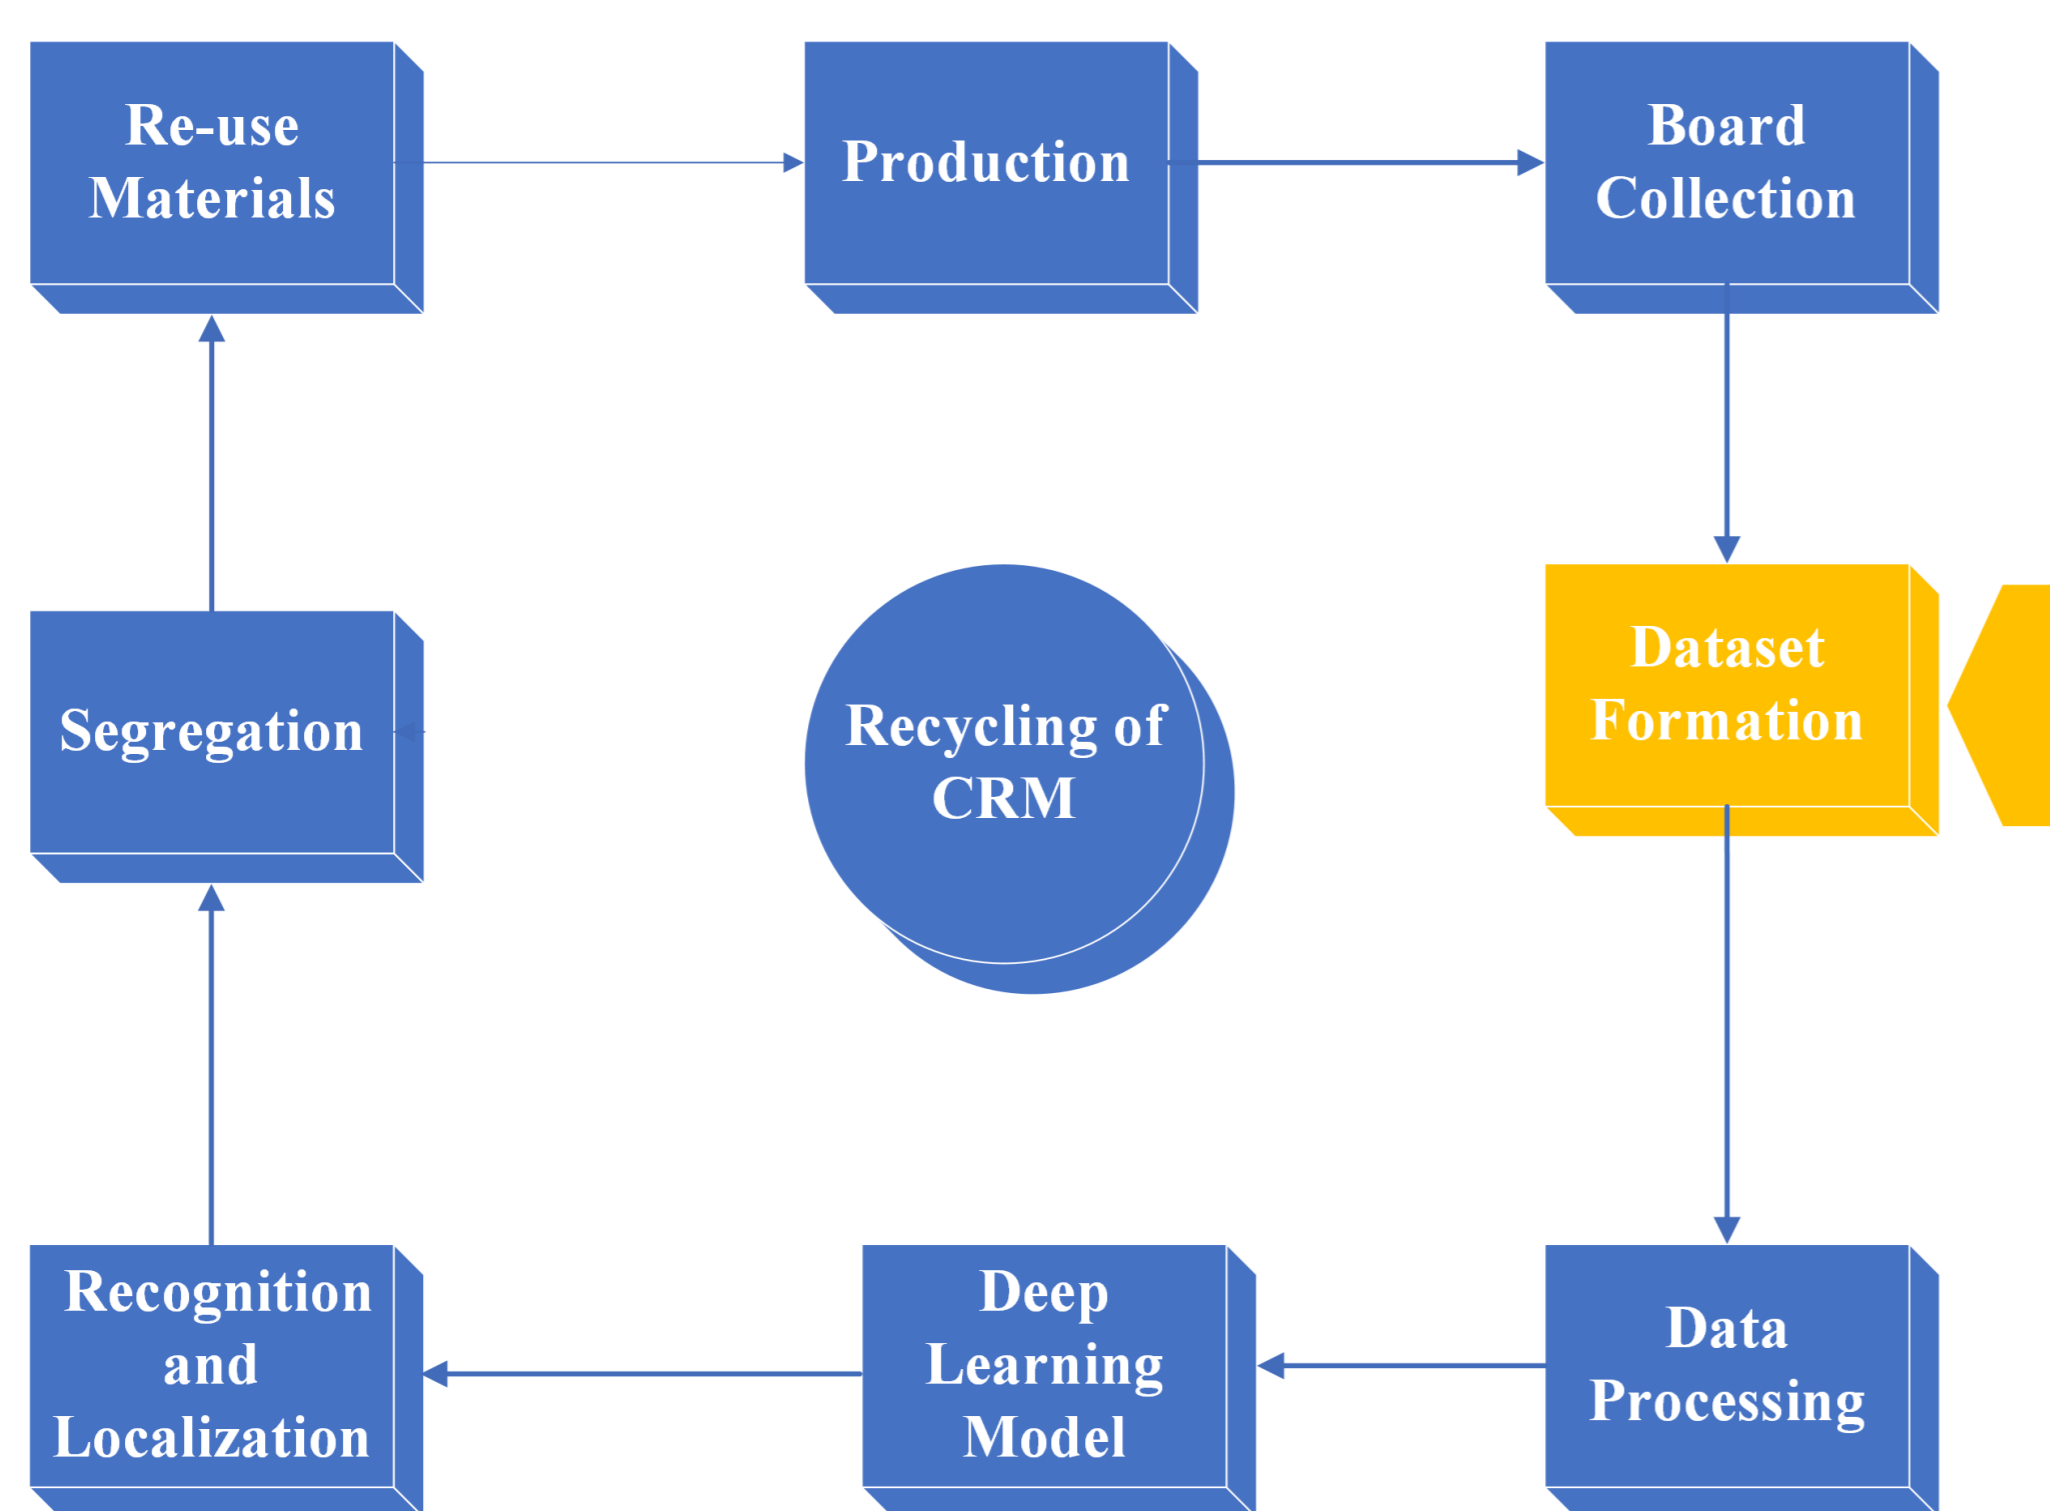 Re-use
Materials
Production
Board
Collection
Segregation
Recycling of
CRM
Dataset
Formation
Recognition
and
Localization
Deep
Learning
Model
Data
Processing